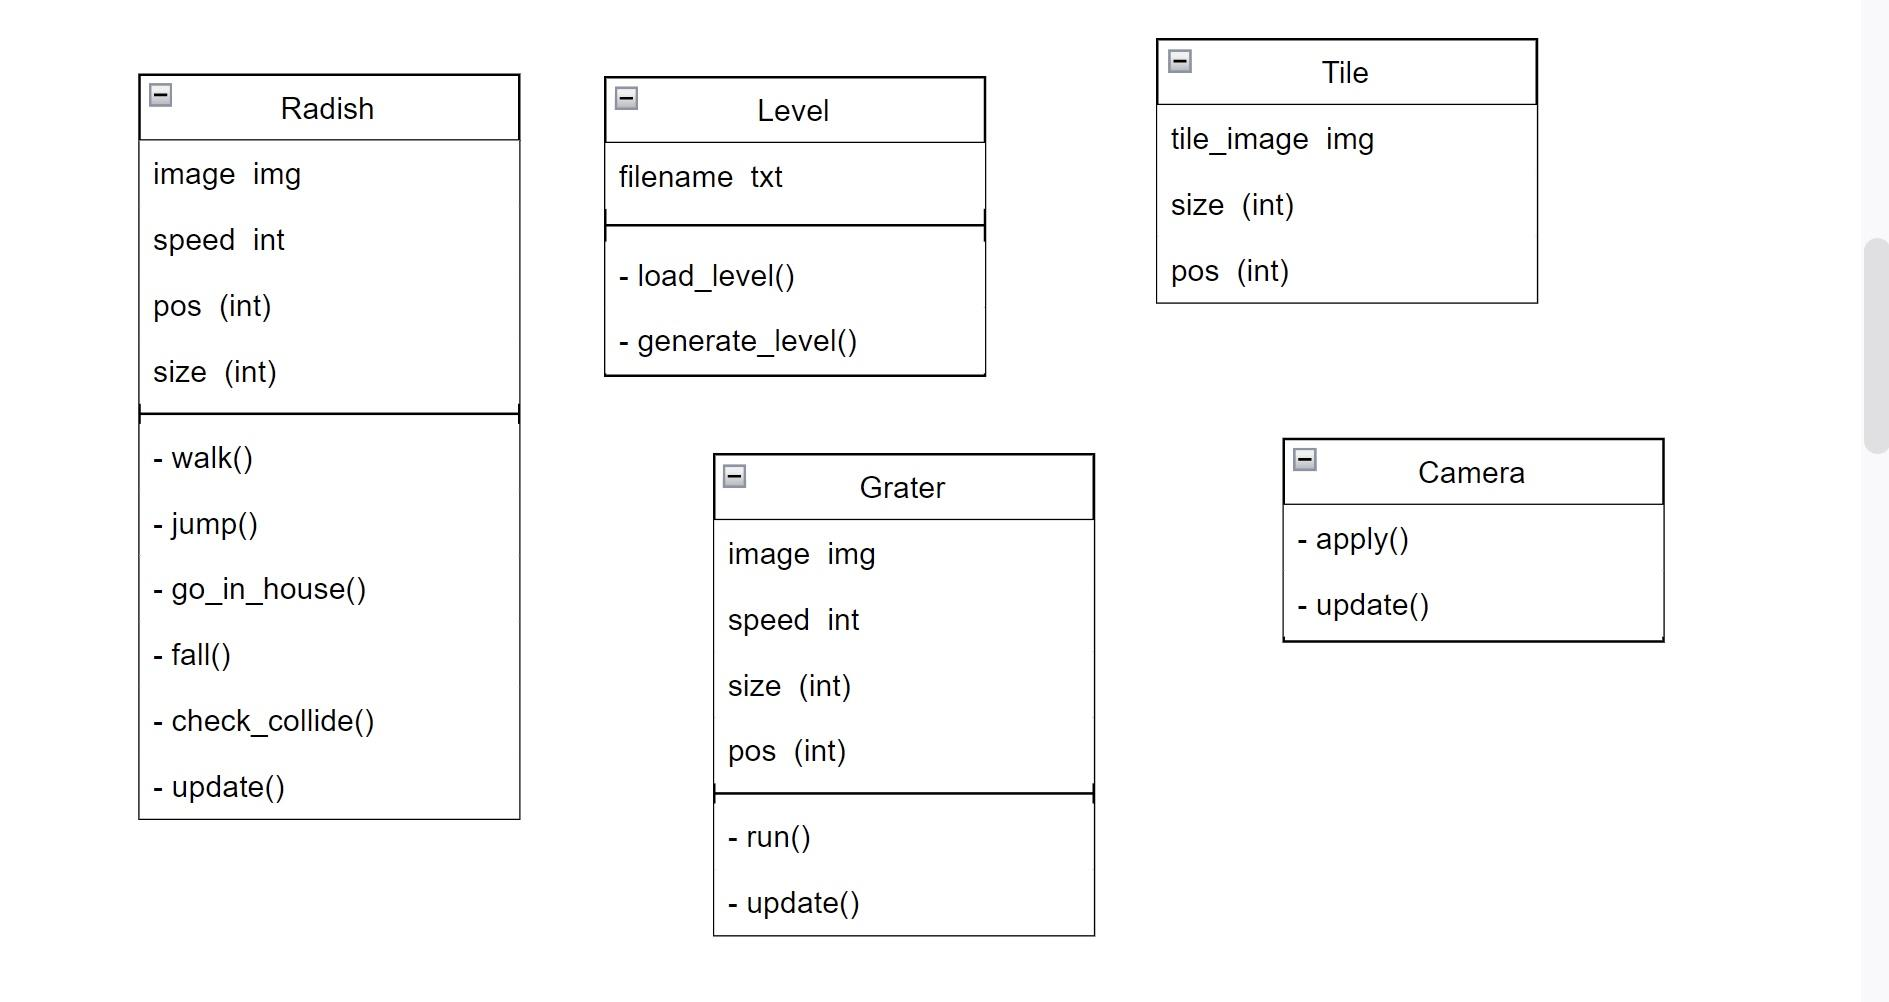 Radish
image img
speed int
pos (int)
size (int)
- walk()
- jump()
- go_in_house()
- fall()
- check_collide()
- update()
Level
filename txt
- load_level()
- generate_level()
Tile
tile_image img
size (int)
pos (int)
Grater
image img
speed int
size (int)
pos (int)
- run()
- update()
Camera
- apply()
- update()